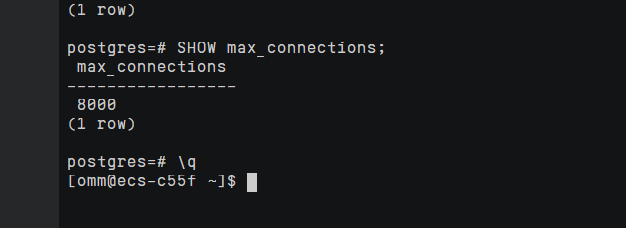 (1 row)
postgres=# SHOW max_connections;
max_connections
-----------------
8000
(1 row)
postgres=# \q
[omm@ecs-c55f ~]$